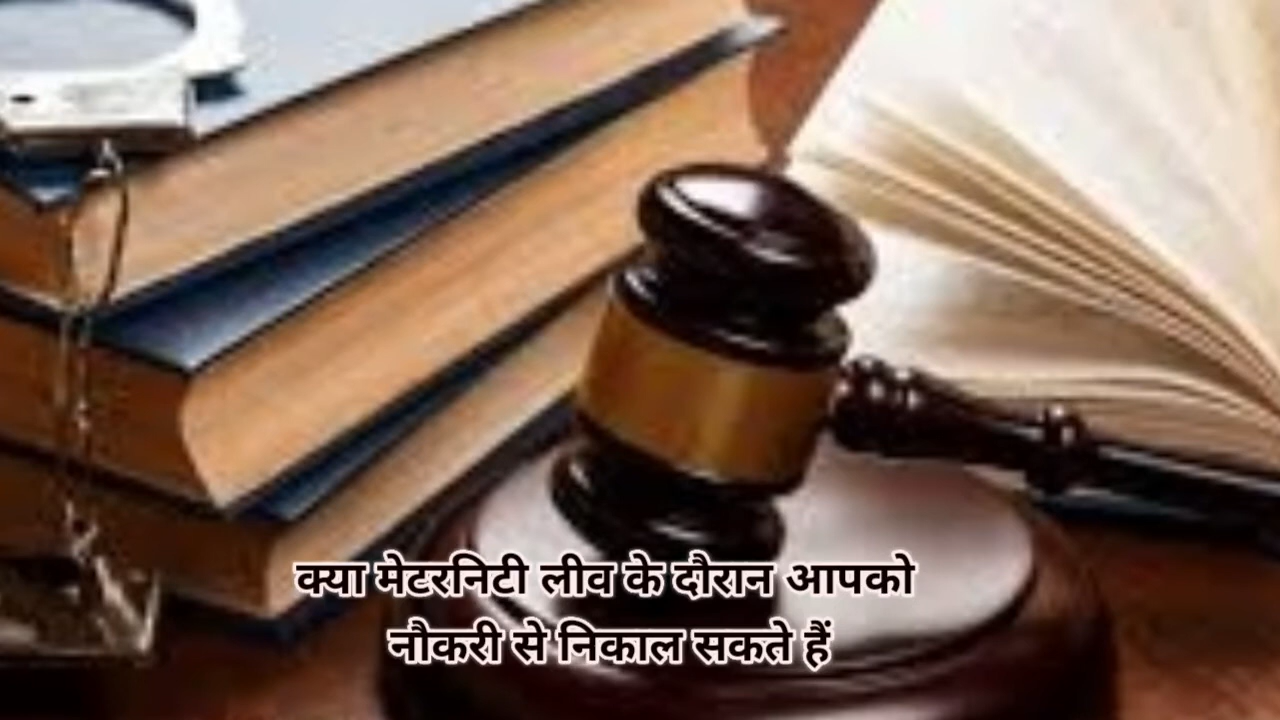 क्या मेटरनिटी लीव के दौरान आपको
नौकरी से निकाल सकते हैं